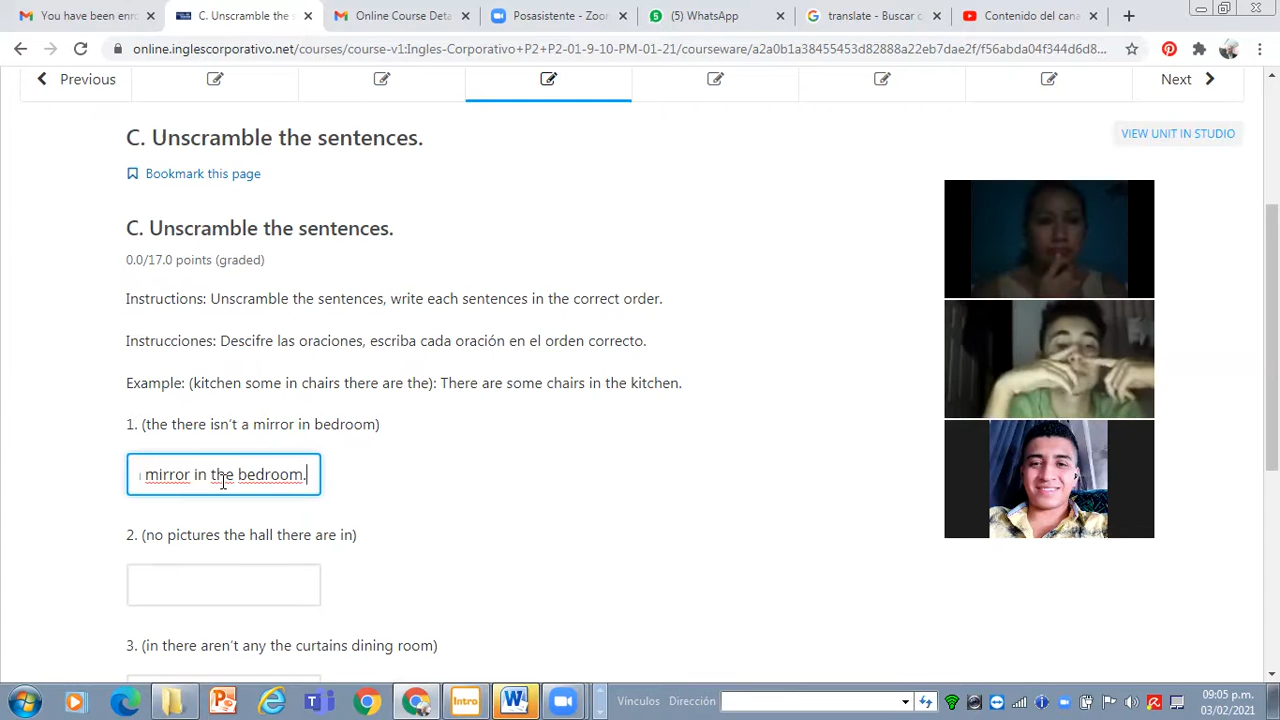 You have been enro
C. Unscramble the s
Online Course Deta
Posasistente - Zoo
(5) WhatsApp
translate - Buscar c
Contenido del cana
online.inglescorporativo.net/courses/course-v1:Ingles-Corporativo+P2+P2-01-9-10-PM-01-21/courseware/a2a0b1a38455453d82888a22eb7dae2f/f56abda04f344d6d8...
Previous
Next
C. Unscramble the sentences.
VIEW UNIT IN STUDIO
Bookmark this page
C. Unscramble the sentences.
0.0/17.0 points (graded)
Instructions: Unscramble the sentences, write each sentences in the correct order.
Instrucciones: Descifre las oraciones, escriba cada oración en el orden correcto.
Example: (kitchen some in chairs there are the): There are some chairs in the kitchen.
1. (the there isn't a mirror in bedroom)
mirror in the bedroom.
2. (no pictures the hall there are in)
3. (in there aren't any the curtains dining room)
Intro
Vínculos
Dirección
09:05 p.m.
03/02/2021